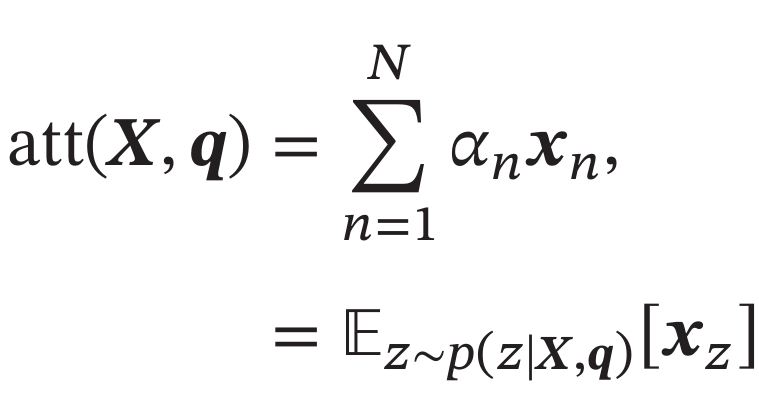 att(𝑿, 𝒒) = ∑_{n=1}^{N} α_n 𝒙_n,
= 𝔼_{z∼p(z|𝑿,𝒒)}[𝒙_z]